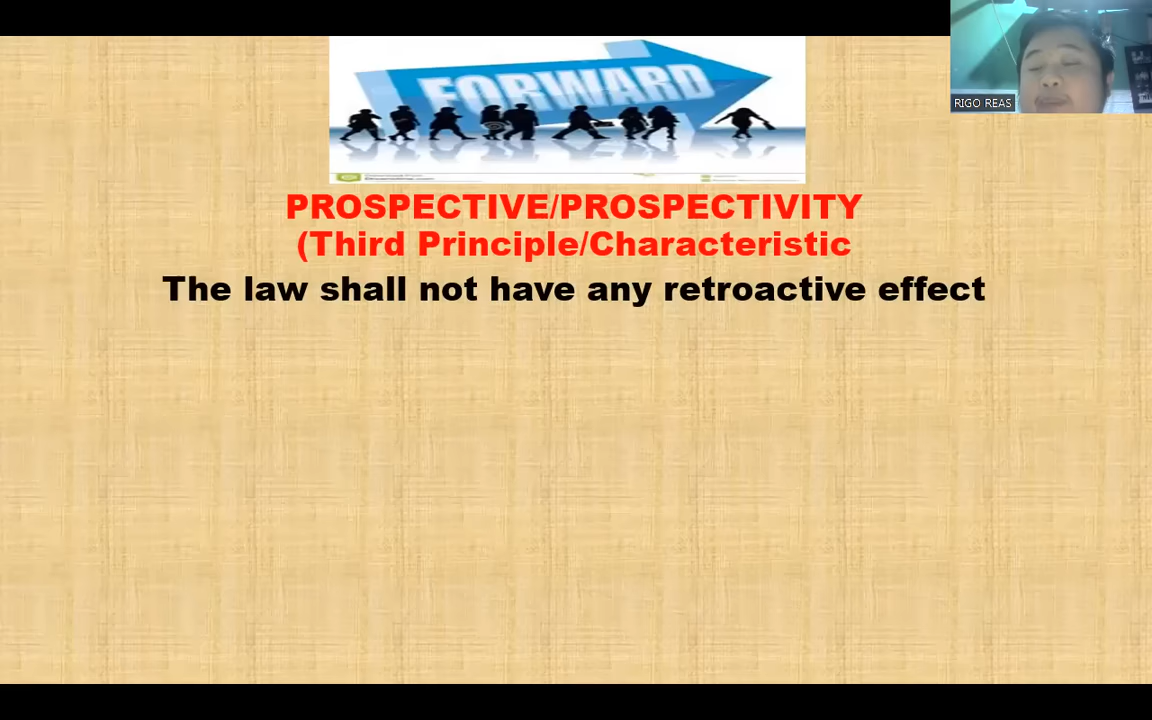 FORWARD
RIGO REAS
PROSPECTIVE/PROSPECTIVITY
(Third Principle/Characteristic
The law shall not have any retroactive effect